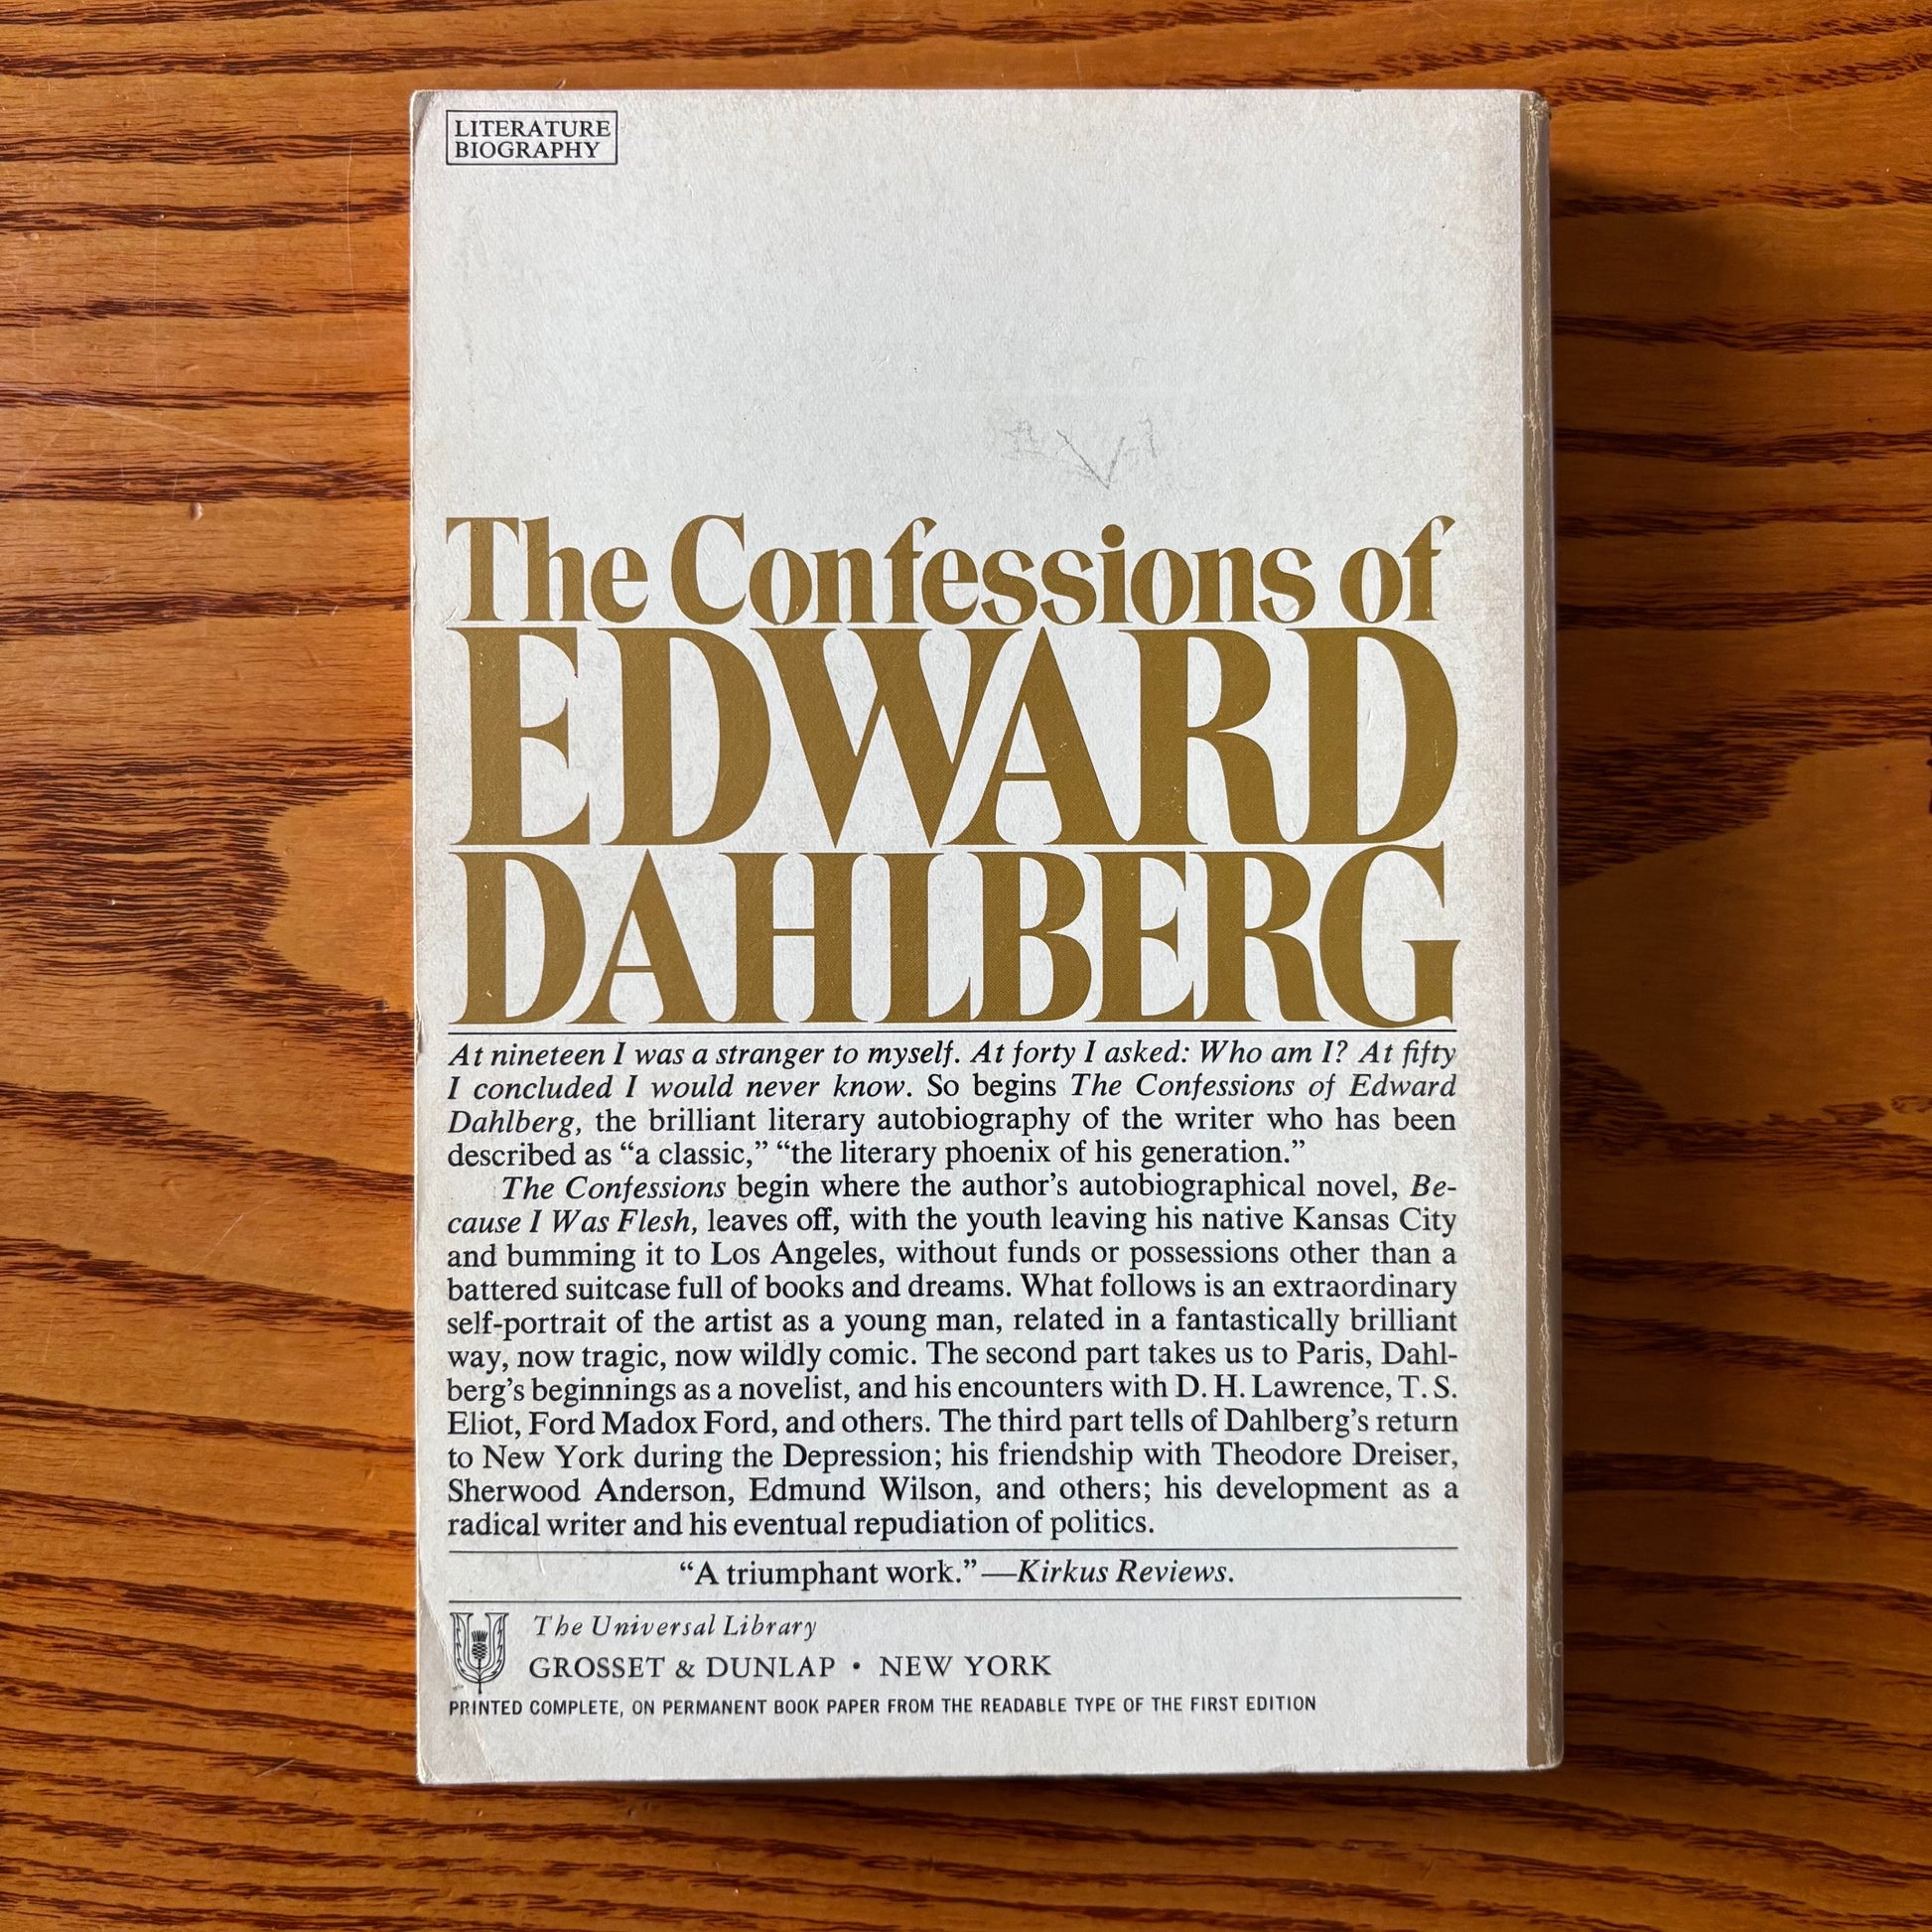 LITERATURE
BIOGRAPHY
The Confessions of
EDWARD
DAHLBERG
At nineteen I was a stranger to myself. At forty I asked: Who am I? At fifty
I concluded I would never know. So begins The Confessions of Edward
Dahlberg, the brilliant literary autobiography of the writer who has been
described as “a classic,” “the literary phoenix of his generation.”
The Confessions begin where the author’s autobiographical novel, Be-
cause I Was Flesh, leaves off, with the youth leaving his native Kansas City
and bumming it to Los Angeles, without funds or possessions other than a
battered suitcase full of books and dreams. What follows is an extraordinary
self-portrait of the artist as a young man, related in a fantastically brilliant
way, now tragic, now wildly comic. The second part takes us to Paris, Dahl-
berg’s beginnings as a novelist, and his encounters with D. H. Lawrence, T. S.
Eliot, Ford Madox Ford, and others. The third part tells of Dahlberg’s return
to New York during the Depression; his friendship with Theodore Dreiser,
Sherwood Anderson, Edmund Wilson, and others; his development as a
radical writer and his eventual repudiation of politics.
“A triumphant work.”—Kirkus Reviews.
The Universal Library
GROSSET & DUNLAP • NEW YORK
PRINTED COMPLETE, ON PERMANENT BOOK PAPER FROM THE READABLE TYPE OF THE FIRST EDITION